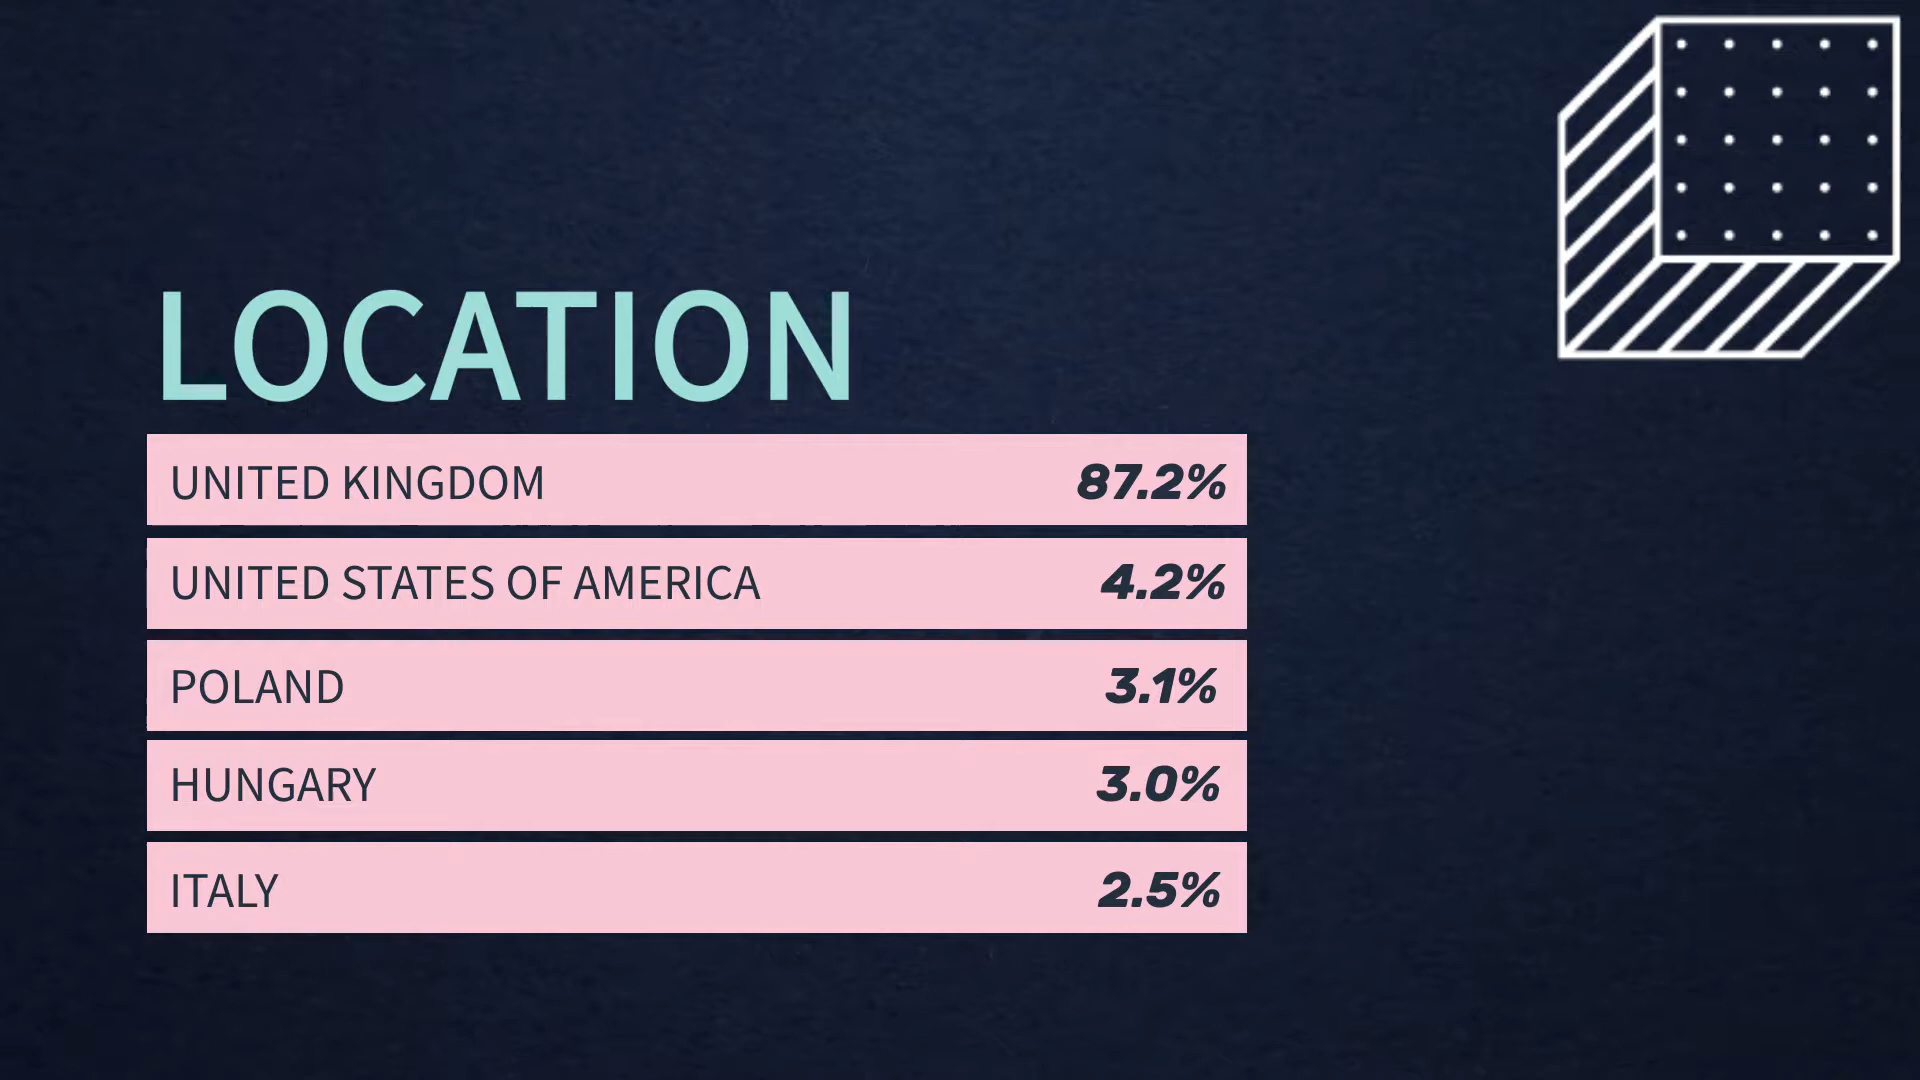 LOCATION
UNITED KINGDOM 87.2%
UNITED STATES OF AMERICA 4.2%
POLAND 3.1%
HUNGARY 3.0%
ITALY 2.5%